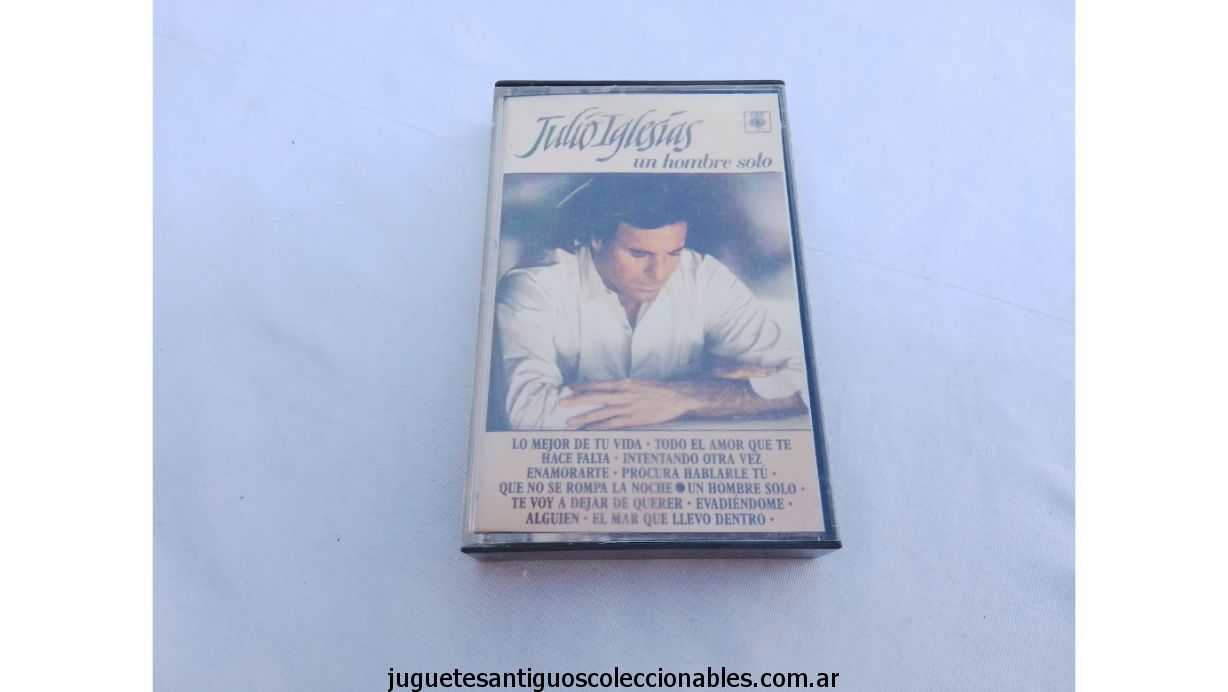 Julio Iglesias
CBS
un hombre solo
LO MEJOR DE TU VIDA · TODO EL AMOR QUE TE
HACE FALTA · INTENTANDO OTRA VEZ
ENAMORARTE · PROCURA HABLARLE TÚ ·
QUE NO SE ROMPA LA NOCHE ● UN HOMBRE SOLO ·
TE VOY A DEJAR DE QUERER · EVADIÉNDOME ·
ALGUIEN · EL MAR QUE LLEVO DENTRO ·
juguetesantiguoscoleccionables.com.ar